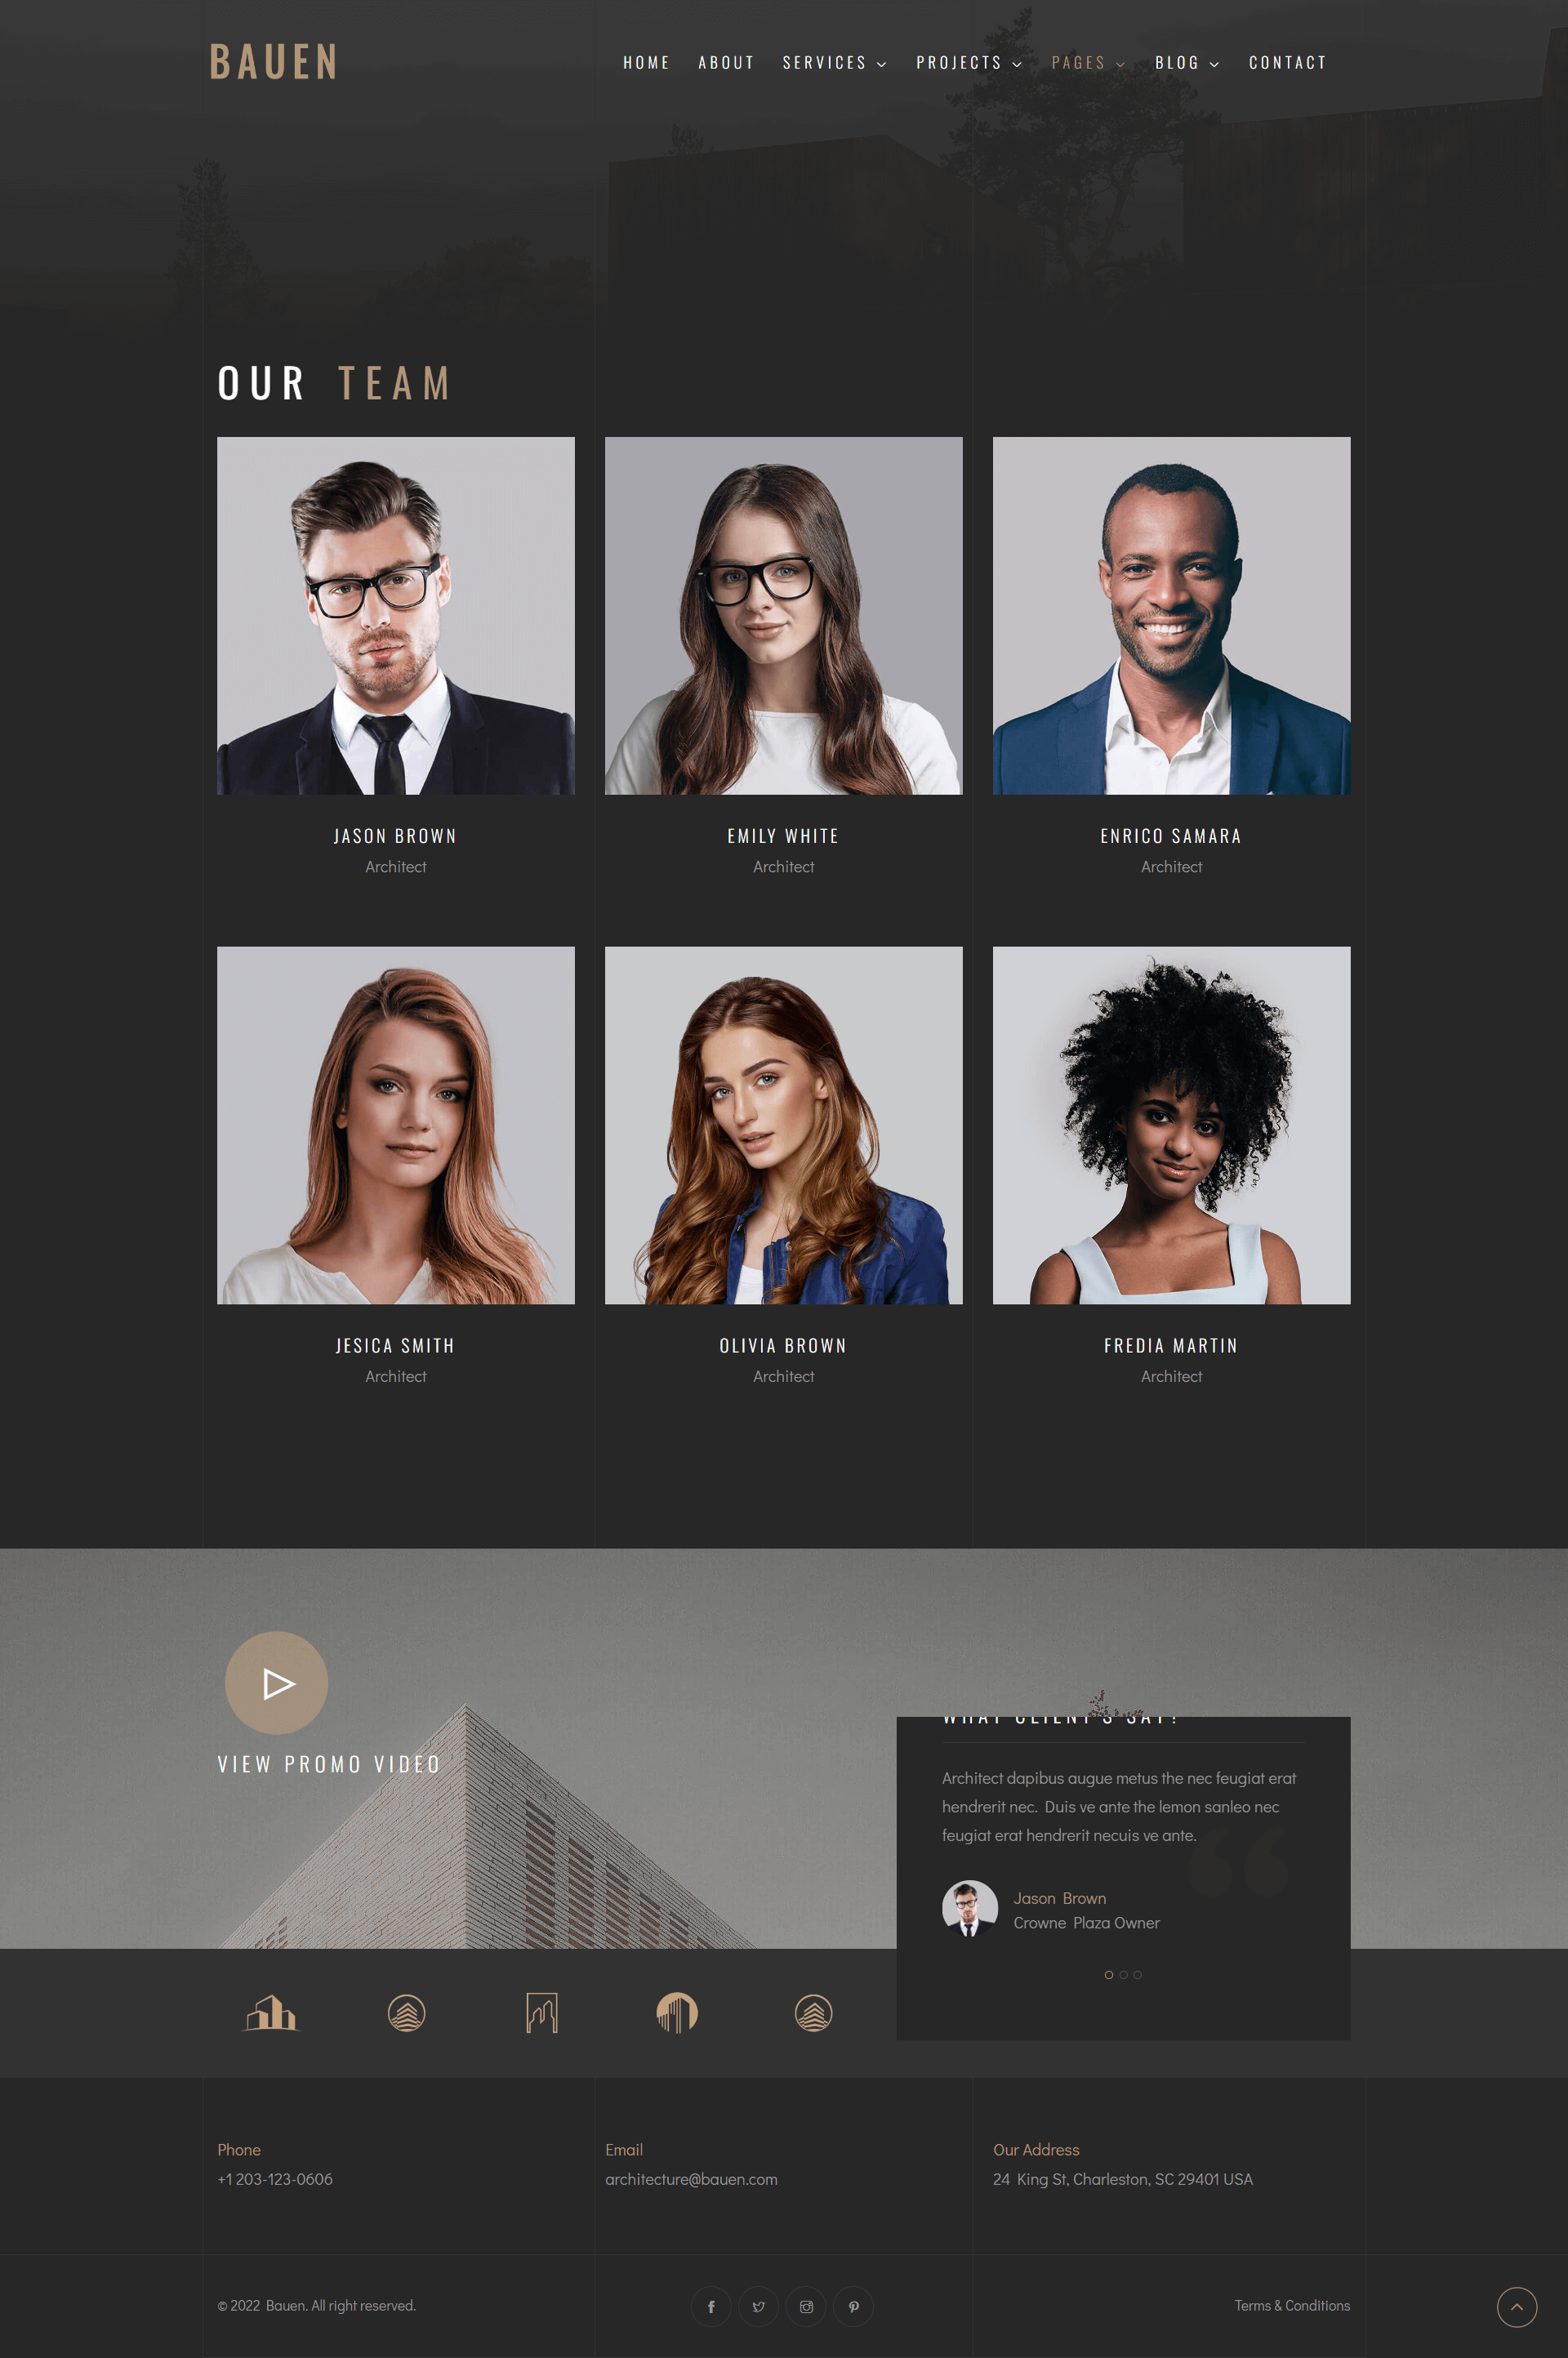 BAUEN
HOME ABOUT SERVICES PROJECTS PAGES BLOG CONTACT
OUR TEAM
JASON BROWN
Architect
EMILY WHITE
Architect
ENRICO SAMARA
Architect
JESICA SMITH
Architect
OLIVIA BROWN
Architect
FREDIA MARTIN
Architect
VIEW PROMO VIDEO
WHAT CLIENT'S SAY?
Architect dapibus augue metus the nec feugiat erat
hendrerit nec. Duis ve ante the lemon sanleo nec
feugiat erat hendrerit necuis ve ante.
Jason Brown
Crowne Plaza Owner
Phone
+1 203-123-0606
Email
architecture@bauen.com
Our Address
24 King St, Charleston, SC 29401 USA
© 2022 Bauen. All right reserved.
Terms & Conditions